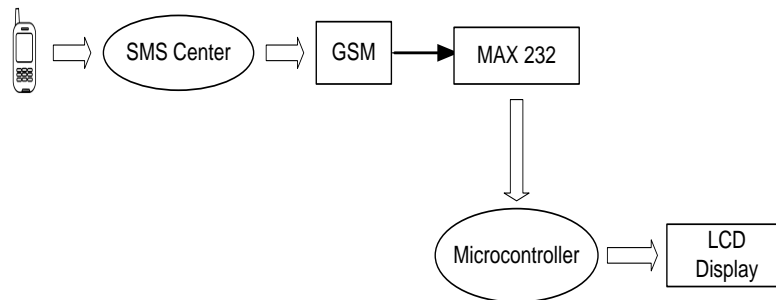 SMS Center
GSM
MAX 232
Microcontroller
LCD
Display